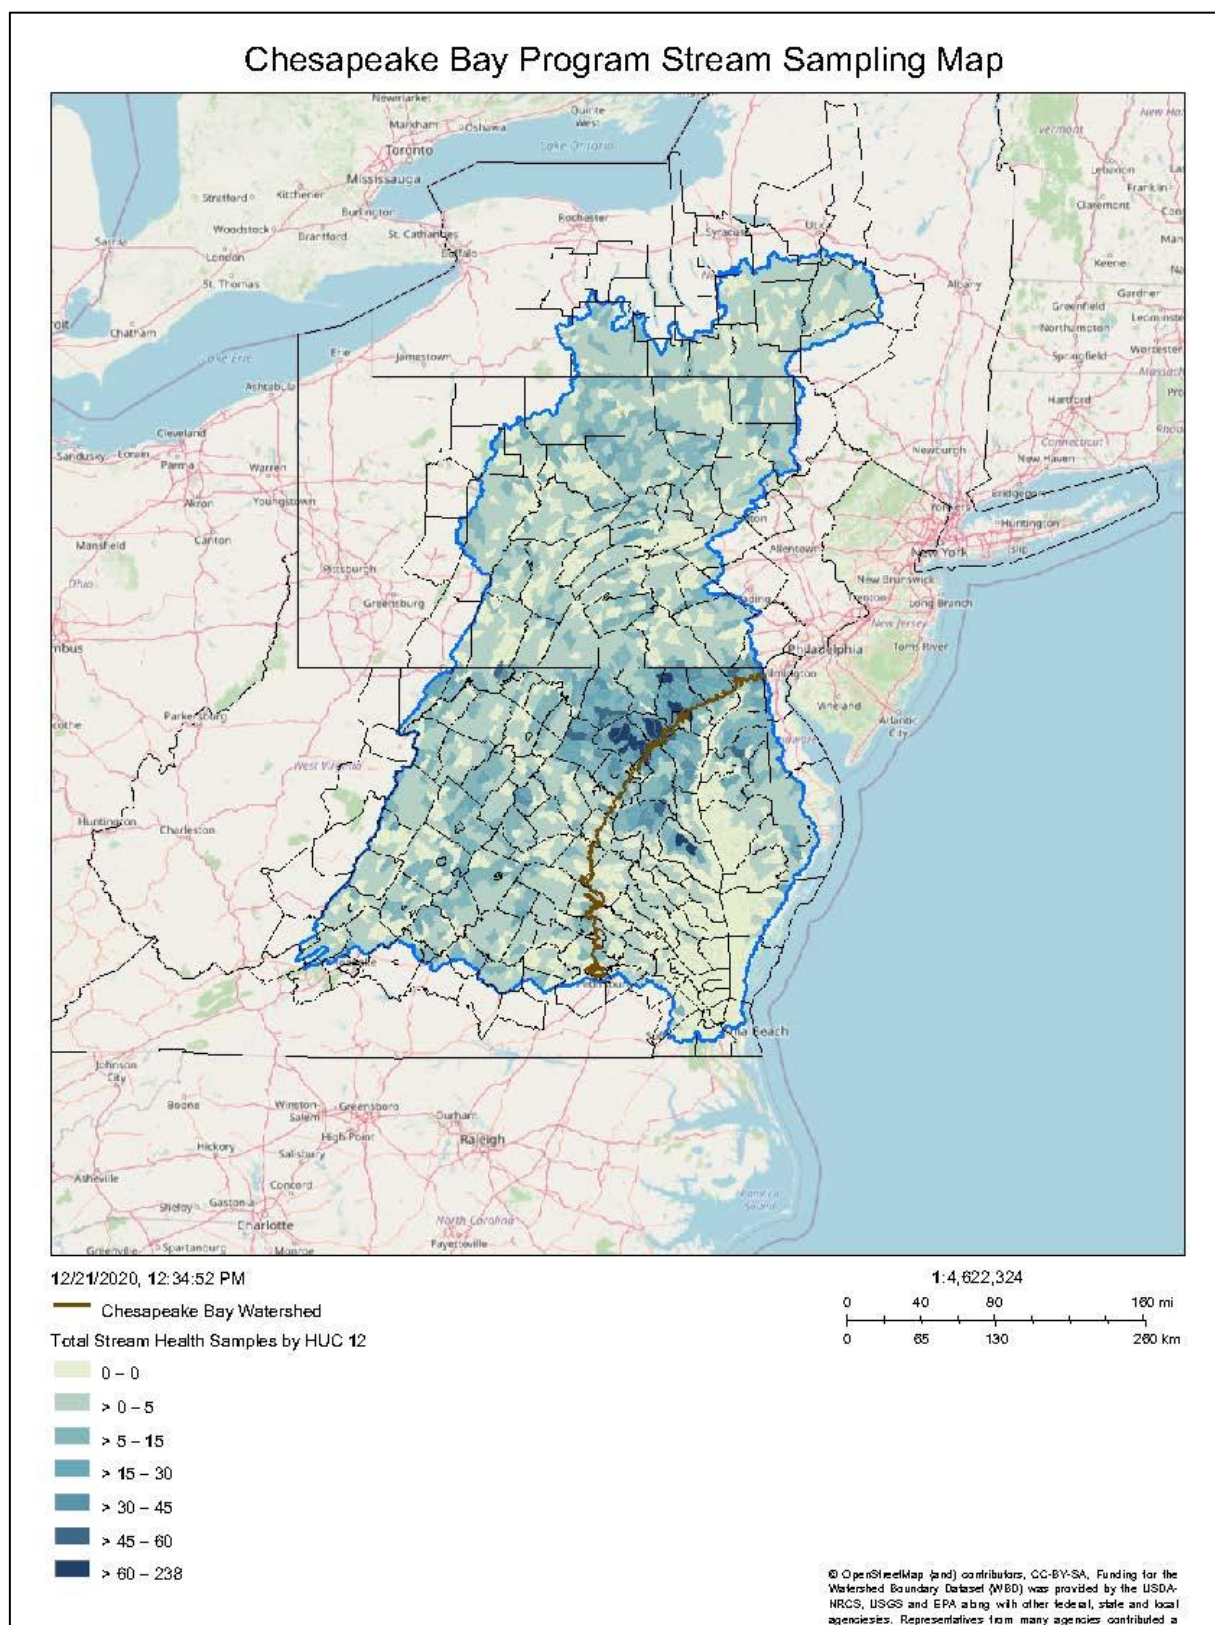 Chesapeake Bay Program Stream Sampling Map
Newmarket
Markham
Oshawa
Quinte
West
Lake Ontario
Toronto
Mississauga
Stratford
Kitchener
Burlington
Woodstock
Brantford
St. Catharines
Rochester
Syracuse
Buffalo
London
St. Thomas
Chatham
Lake Erie
Erie
Jamestown
Ashtabula
Vermont
Lebanon
Franklin
Claremont
Keene
Albany
Greenfield
Gardner
Northampton
Springfield
Worcester
Hartford
Connecticut
Cleveland
Sandusky
Lorain
Parma
Warren
Akron
Youngstown
Canton
Mansfield
Ohio
Pittsburgh
Greensburg
Newburgh
New Haven
Yonkers
Huntington
Islip
New York
Allentown
New Brunswick
Trenton
Long Branch
New Jersey
Toms River
Philadelphia
Vineland
Atlantic
City
Parkersburg
West Virginia
Huntington
Charleston
nia Beach
Johnson
City
Boone
Winston-
Salem
Greensboro
Durham
High Point
Raleigh
Hickory
Salisbury
Asheville
Concord
Shelby
Gastonia
Charlotte
North Carolina
Fayetteville
Greenville
Spartanburg
Monroe
12/21/2020, 12:34:52 PM
1:4,622,324
0 40 80 160 mi
0 65 130 260 km
Chesapeake Bay Watershed
Total Stream Health Samples by HUC 12
0 – 0
> 0 – 5
> 5 – 15
> 15 – 30
> 30 – 45
> 45 – 60
> 60 – 238
© OpenStreetMap (and) contributors, CC-BY-SA, Funding for the
Watershed Boundary Dataset (WBD) was provided by the USDA-
NRCS, USGS and EPA along with other federal, state and local
agenciesies. Representatives from many agencies contributed a